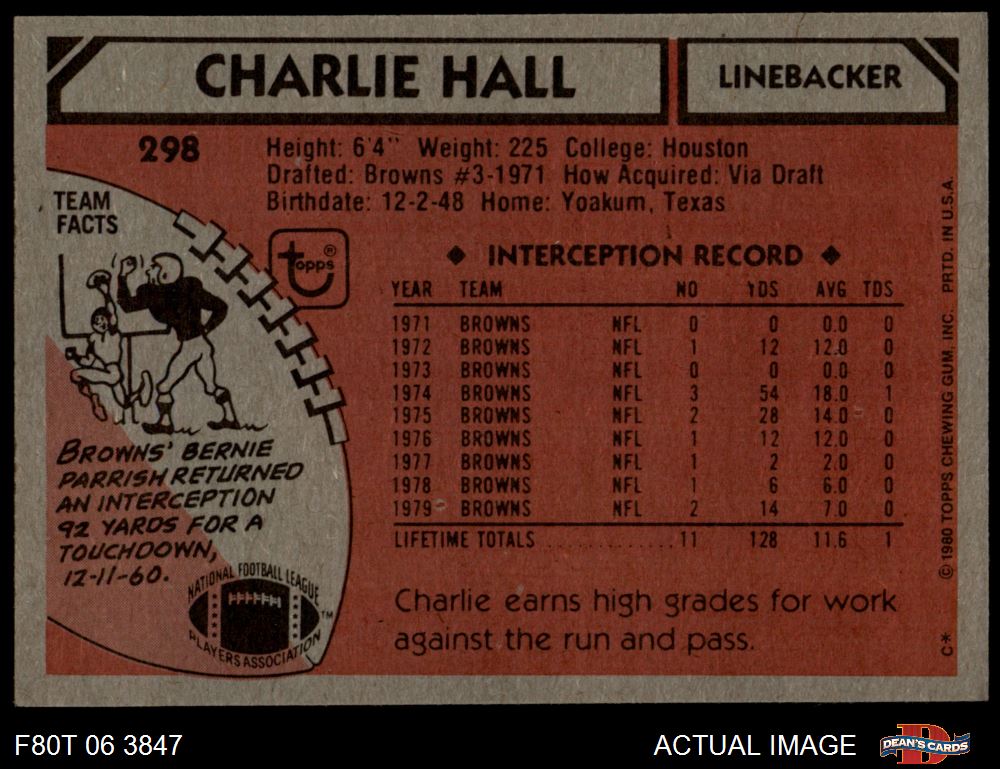 CHARLIE HALL
LINEBACKER
298
Height: 6'4" Weight: 225 College: Houston
Drafted: Browns #3-1971 How Acquired: Via Draft
Birthdate: 12-2-48 Home: Yoakum, Texas
TEAM
FACTS
topps®
◆ INTERCEPTION RECORD ◆
YEAR TEAM NO YDS AVG TDS
1971 BROWNS NFL 0 0 0.0 0
1972 BROWNS NFL 1 12 12.0 0
1973 BROWNS NFL 0 0 0.0 0
1974 BROWNS NFL 3 54 18.0 1
1975 BROWNS NFL 2 28 14.0 0
1976 BROWNS NFL 1 12 12.0 0
1977 BROWNS NFL 1 2 2.0 0
1978 BROWNS NFL 1 6 6.0 0
1979 BROWNS NFL 2 14 7.0 0
LIFETIME TOTALS ............ 11 128 11.6 1
BROWNS' BERNIE
PARRISH RETURNED
AN INTERCEPTION
92 YARDS FOR A
TOUCHDOWN,
12-11-60.
NATIONAL FOOTBALL LEAGUE
PLAYERS ASSOCIATION ™
Charlie earns high grades for work
against the run and pass.
© 1980 TOPPS CHEWING GUM, INC. PRTD. IN U.S.A.
C*
F80T 06 3847
ACTUAL IMAGE
DEAN'S CARDS